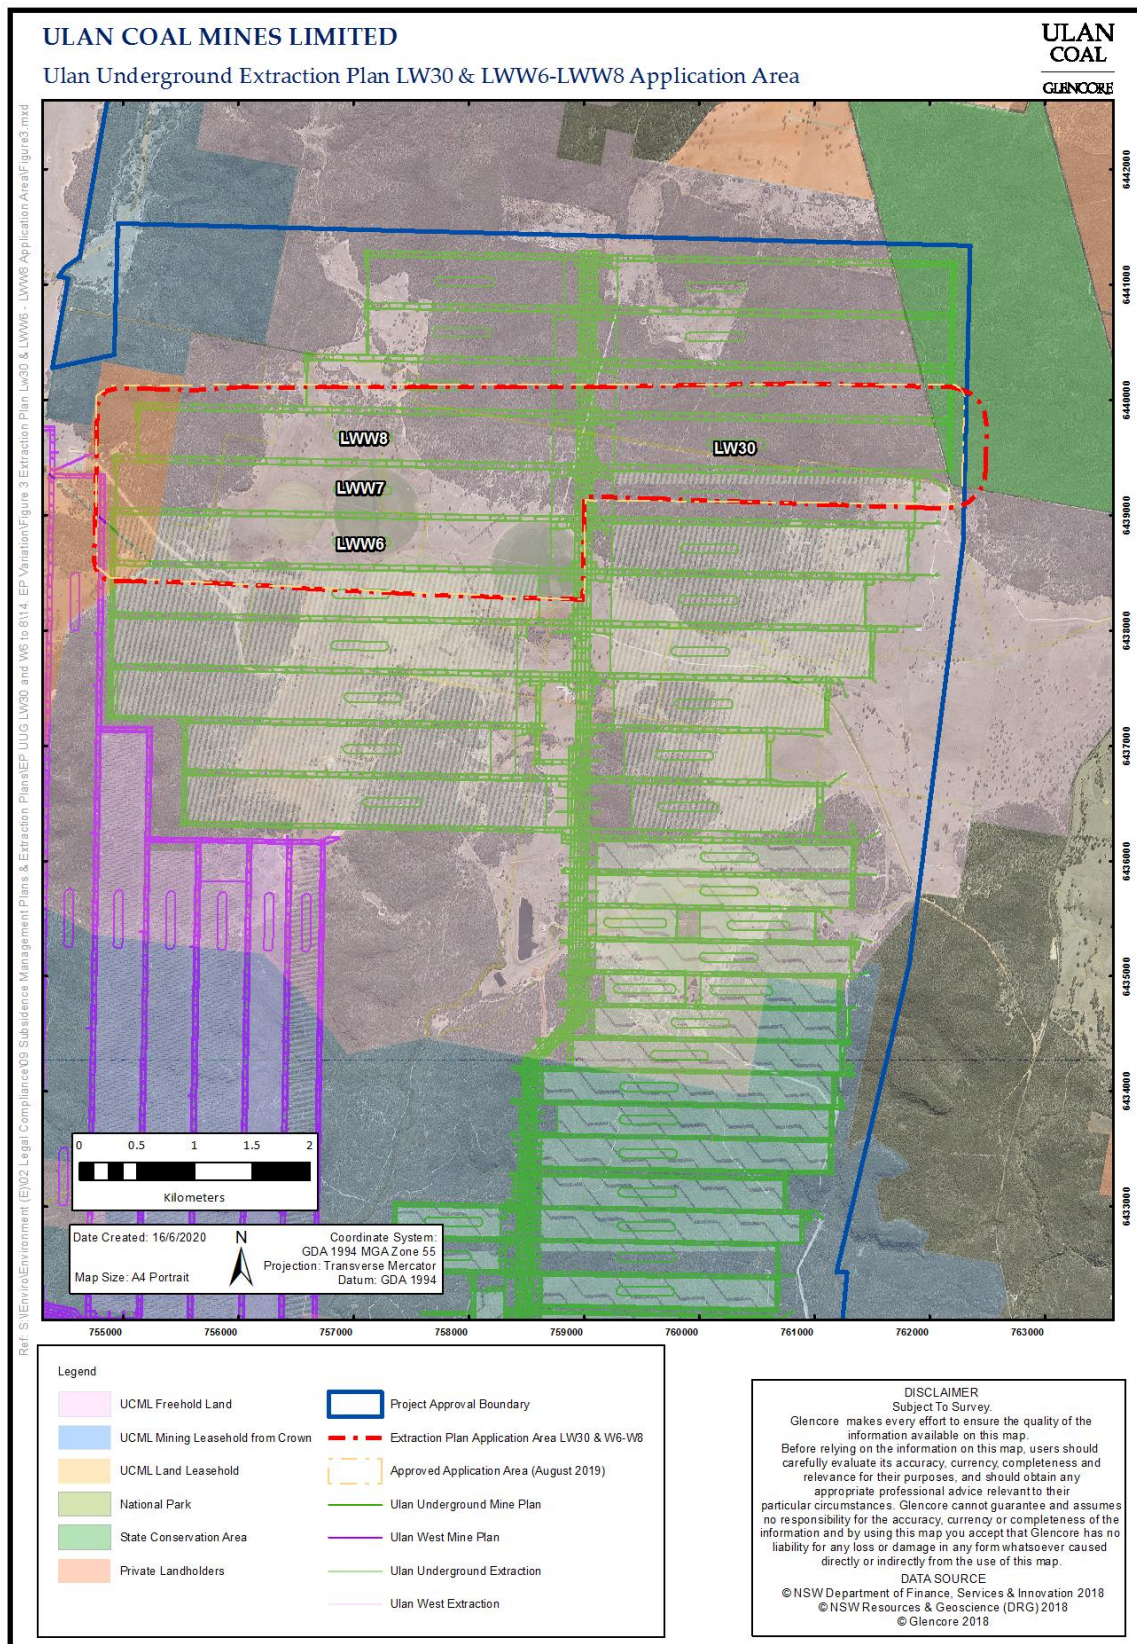 ULAN COAL MINES LIMITED
Ulan Underground Extraction Plan LW30 & LWW6-LWW8 Application Area
ULAN
COAL
GLENCORE
Ref: S:\Enviro\Environment (E)\02 Legal Compliance\09 Subsidence Management Plans & Extraction Plans\EP UUG LW30 and W6 to 8\14. EP Variation\Figure 3 Extraction Plan Lw30 & LWW6 - LWW8 Application Area\Figure3.mxd
6442000
6441000
6440000
6439000
6438000
6437000
6436000
6435000
6434000
6433000
LWW8
LW30
LWW7
LWW6
0 0.5 1 1.5 2
Kilometers
Date Created: 16/6/2020
Map Size: A4 Portrait
N
Coordinate System:
GDA 1994 MGA Zone 55
Projection: Transverse Mercator
Datum: GDA 1994
755000 756000 757000 758000 759000 760000 761000 762000 763000
Legend
UCML Freehold Land
UCML Mining Leasehold from Crown
UCML Land Leasehold
National Park
State Conservation Area
Private Landholders
Project Approval Boundary
Extraction Plan Application Area LW30 & W6-W8
Approved Application Area (August 2019)
Ulan Underground Mine Plan
Ulan West Mine Plan
Ulan Underground Extraction
Ulan West Extraction
DISCLAIMER
Subject To Survey.
Glencore makes every effort to ensure the quality of the
information available on this map.
Before relying on the information on this map, users should
carefully evaluate its accuracy, currency, completeness and
relevance for their purposes, and should obtain any
appropriate professional advice relevant to their
particular circumstances. Glencore cannot guarantee and assumes
no responsibility for the accuracy, currency or completeness of the
information and by using this map you accept that Glencore has no
liability for any loss or damage in any form whatsoever caused
directly or indirectly from the use of this map.
DATA SOURCE
© NSW Department of Finance, Services & Innovation 2018
© NSW Resources & Geoscience (DRG) 2018
© Glencore 2018